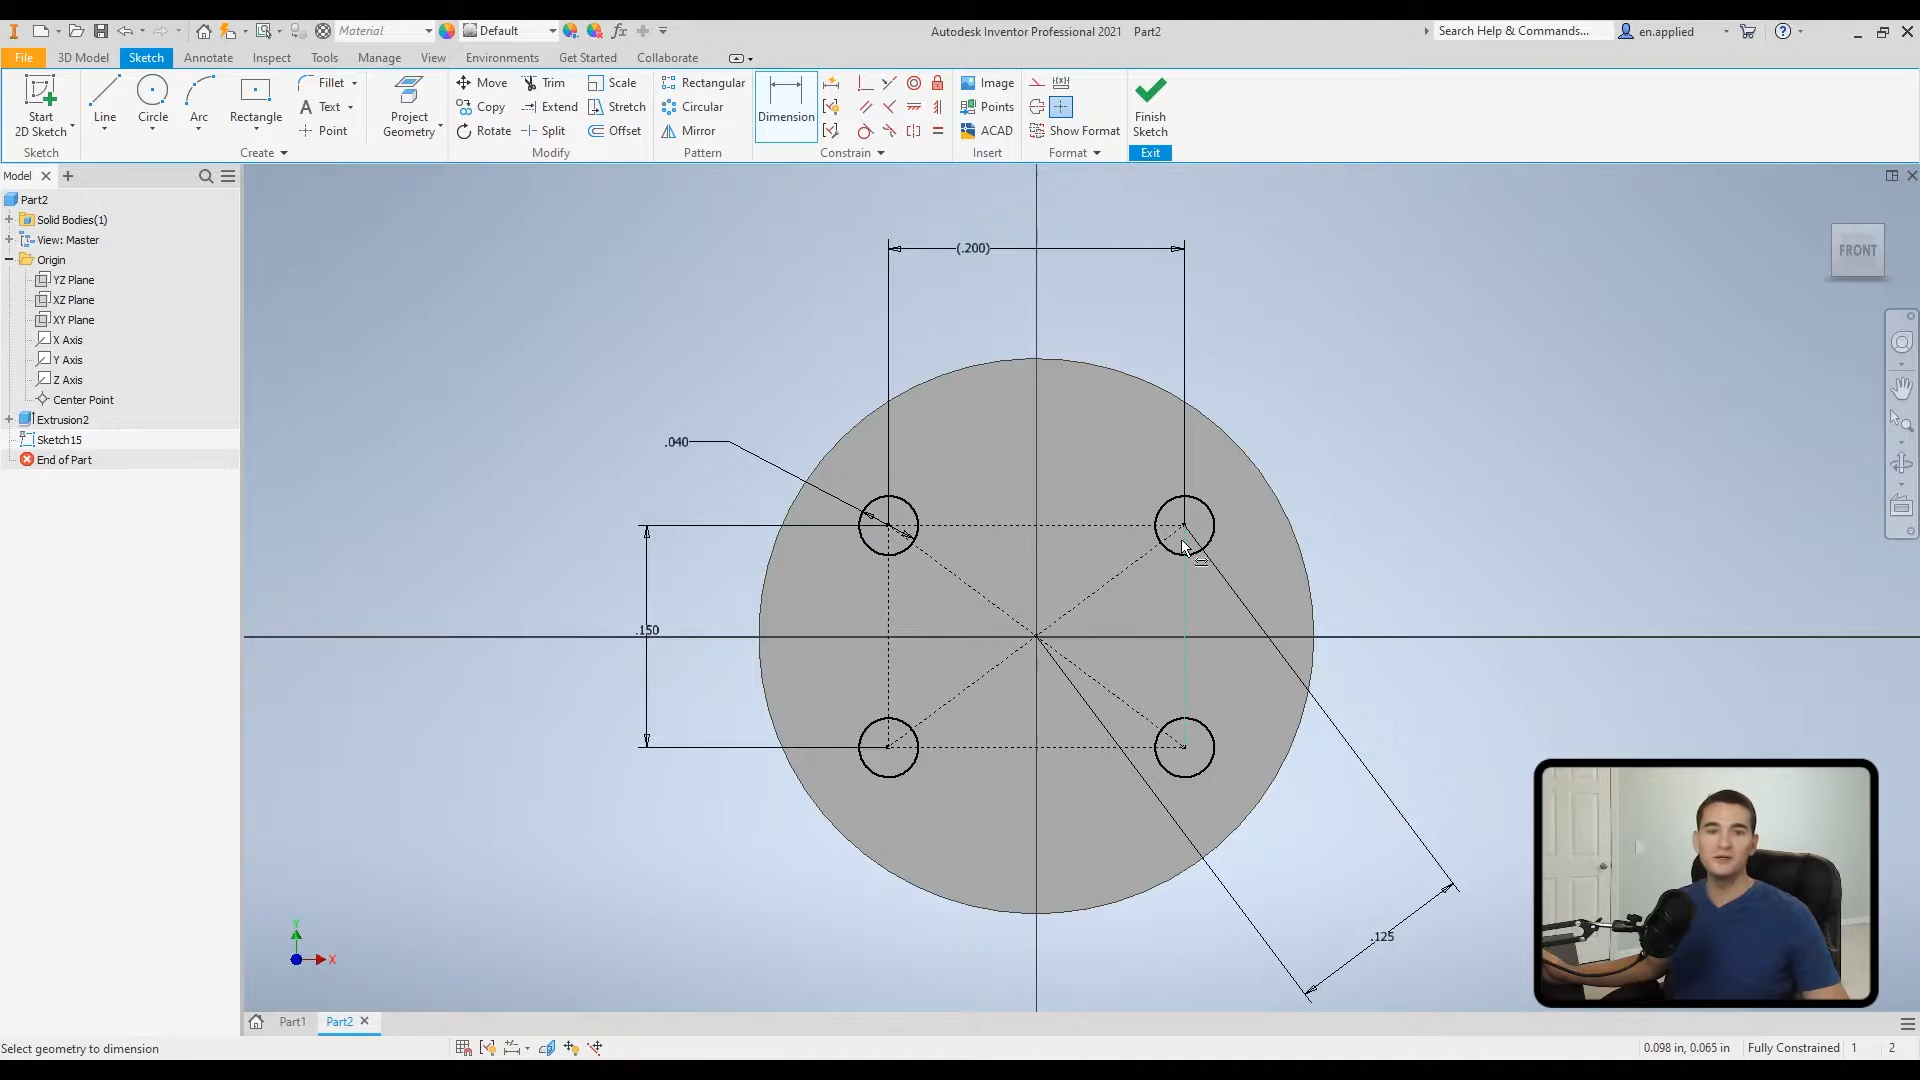 Material
Default
Autodesk Inventor Professional 2021 Part2
Search Help & Commands...
en.applied
File 3D Model Sketch Annotate Inspect Tools Manage View Environments Get Started Collaborate
Start
2D Sketch
Line
Circle
Arc
Rectangle
Fillet
Text
Point
Project
Geometry
Move
Copy
Rotate
Trim
Extend
Split
Scale
Stretch
Offset
Rectangular
Circular
Mirror
Dimension
Image
Points
ACAD
Show Format
Finish
Sketch
Sketch Create Modify Pattern Constrain Insert Format Exit
Model
Part2
Solid Bodies(1)
View: Master
Origin
YZ Plane
XZ Plane
XY Plane
X Axis
Y Axis
Z Axis
Center Point
Extrusion2
Sketch15
End of Part
FRONT
(.200)
.040
.150
.125
Y
X
Part1 Part2
Select geometry to dimension
0.098 in, 0.065 in Fully Constrained 1 2